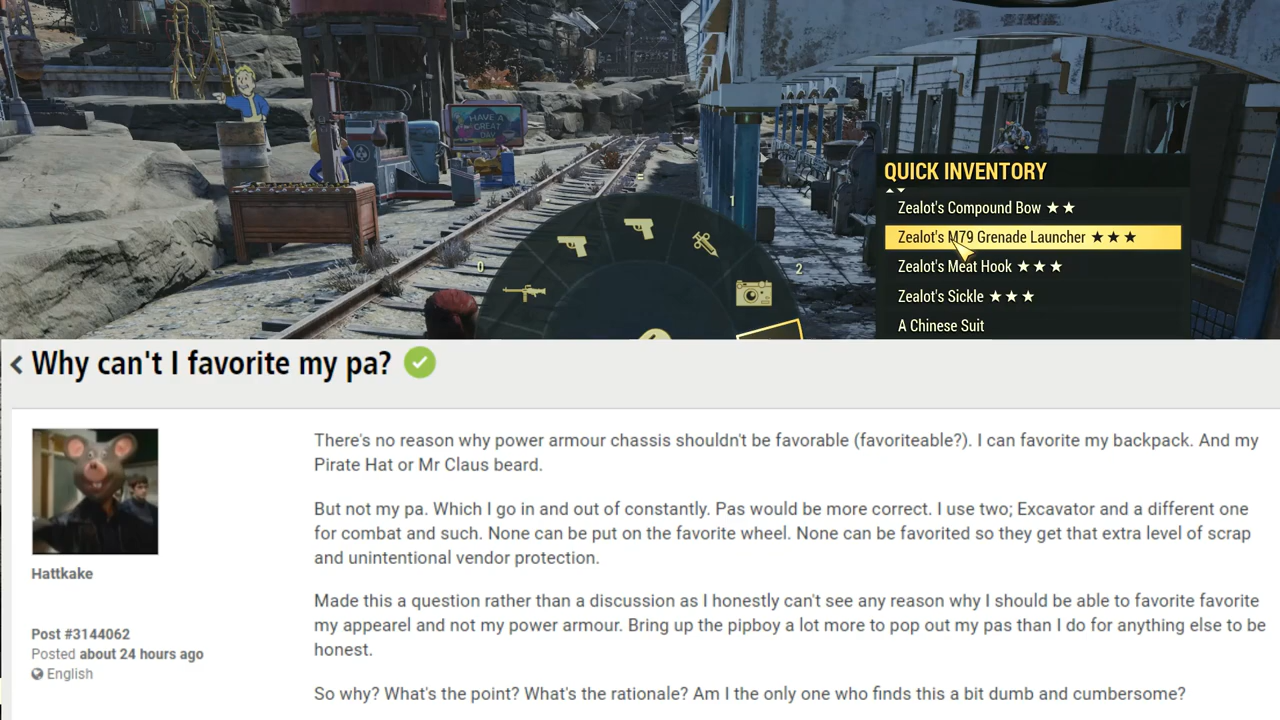 HAVE A
GREAT
DAY
QUICK INVENTORY
Zealot's Compound Bow ★ ★
Zealot's M79 Grenade Launcher ★ ★ ★
Zealot's Meat Hook ★ ★ ★
Zealot's Sickle ★ ★ ★
A Chinese Suit
1
0
2
Why can't I favorite my pa?
There's no reason why power armour chassis shouldn't be favorable (favoriteable?). I can favorite my backpack. And my
Pirate Hat or Mr Claus beard.
But not my pa. Which I go in and out of constantly. Pas would be more correct. I use two; Excavator and a different one
for combat and such. None can be put on the favorite wheel. None can be favorited so they get that extra level of scrap
and unintentional vendor protection.
Made this a question rather than a discussion as I honestly can't see any reason why I should be able to favorite favorite
my appearel and not my power armour. Bring up the pipboy a lot more to pop out my pas than I do for anything else to be
honest.
So why? What's the point? What's the rationale? Am I the only one who finds this a bit dumb and cumbersome?
Hattkake
Post #3144062
Posted about 24 hours ago
English